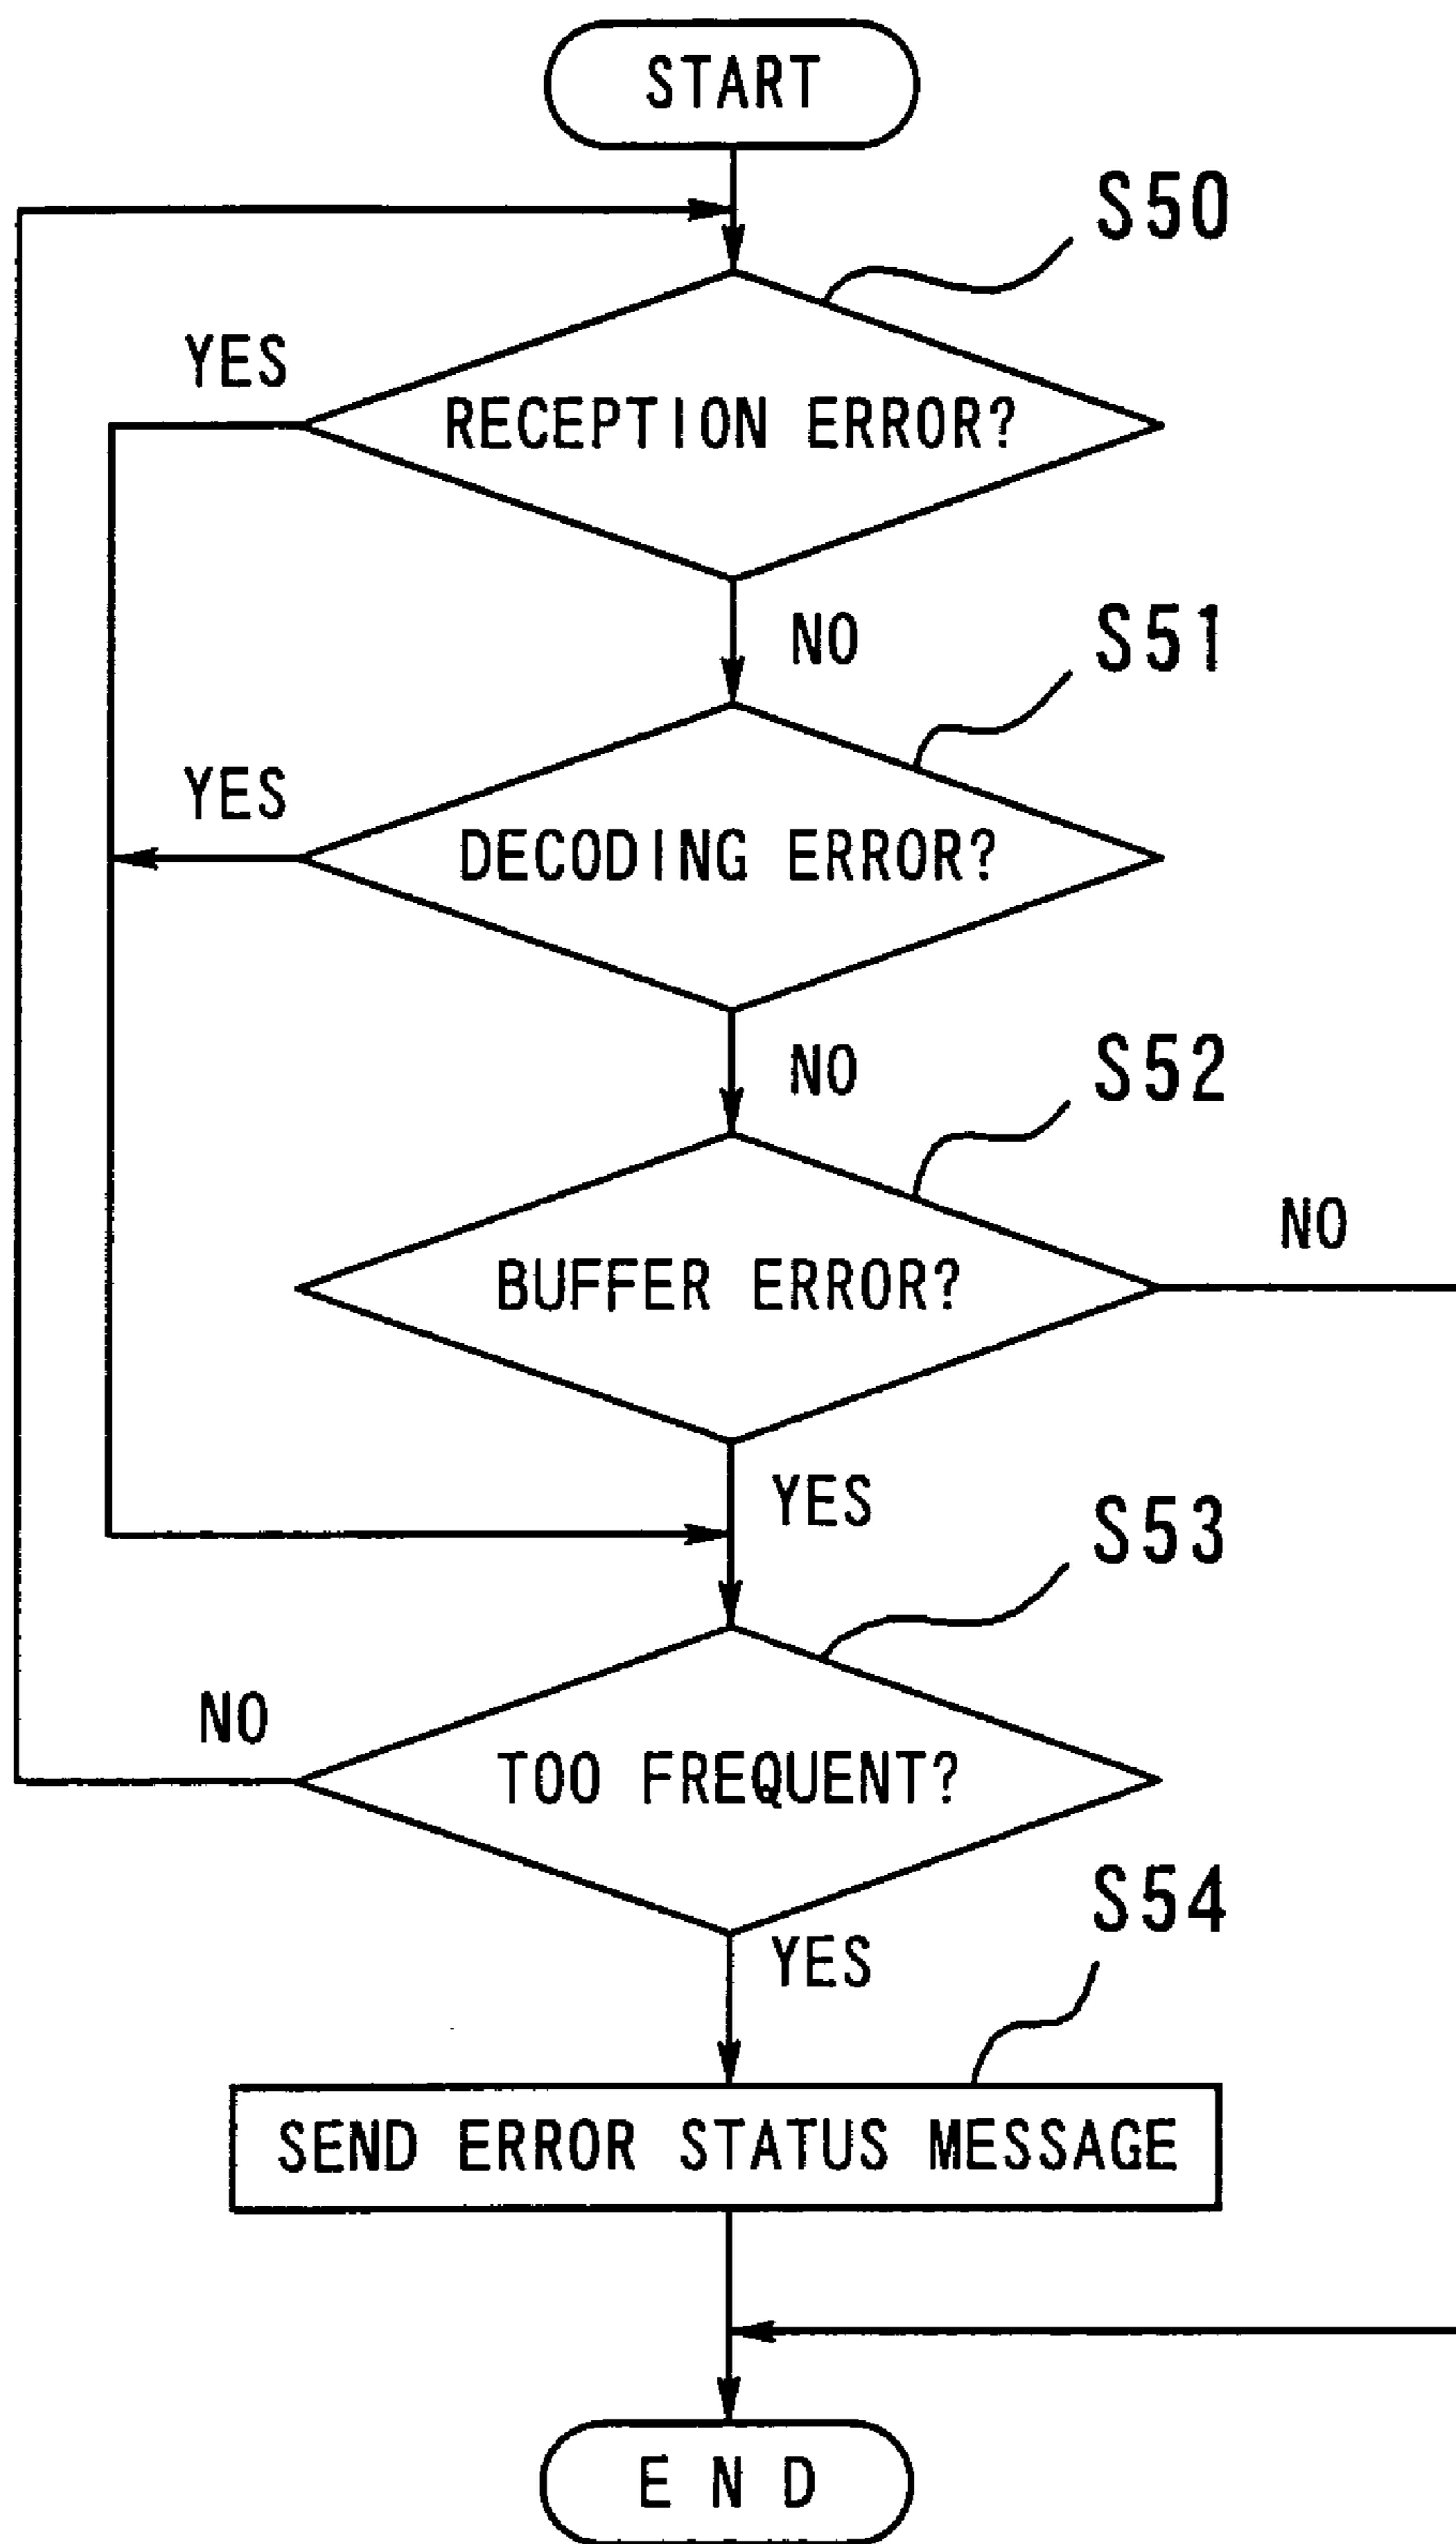 START
S50
YES
RECEPTION ERROR?
NO
S51
YES
DECODING ERROR?
NO
S52
NO
BUFFER ERROR?
YES
S53
NO
TOO FREQUENT?
S54
YES
SEND ERROR STATUS MESSAGE
END